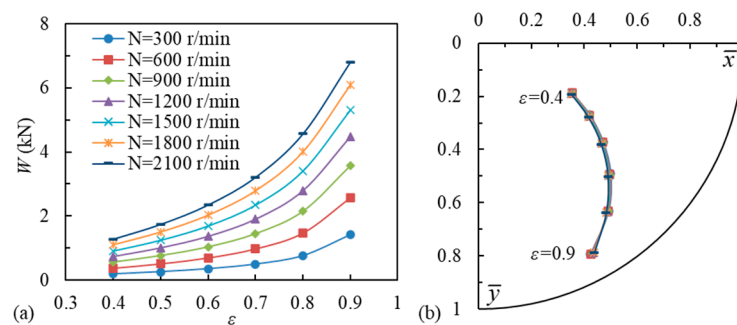 8
6
4
2
0
W (kN)
N=300 r/min
N=600 r/min
N=900 r/min
N=1200 r/min
N=1500 r/min
N=1800 r/min
N=2100 r/min
0.3 0.4 0.5 0.6 0.7 0.8 0.9 1
ε
(a)
0 0.2 0.4 0.6 0.8
x̅
0
0.2
0.4
0.6
0.8
1
ε=0.4
ε=0.9
y̅
(b)